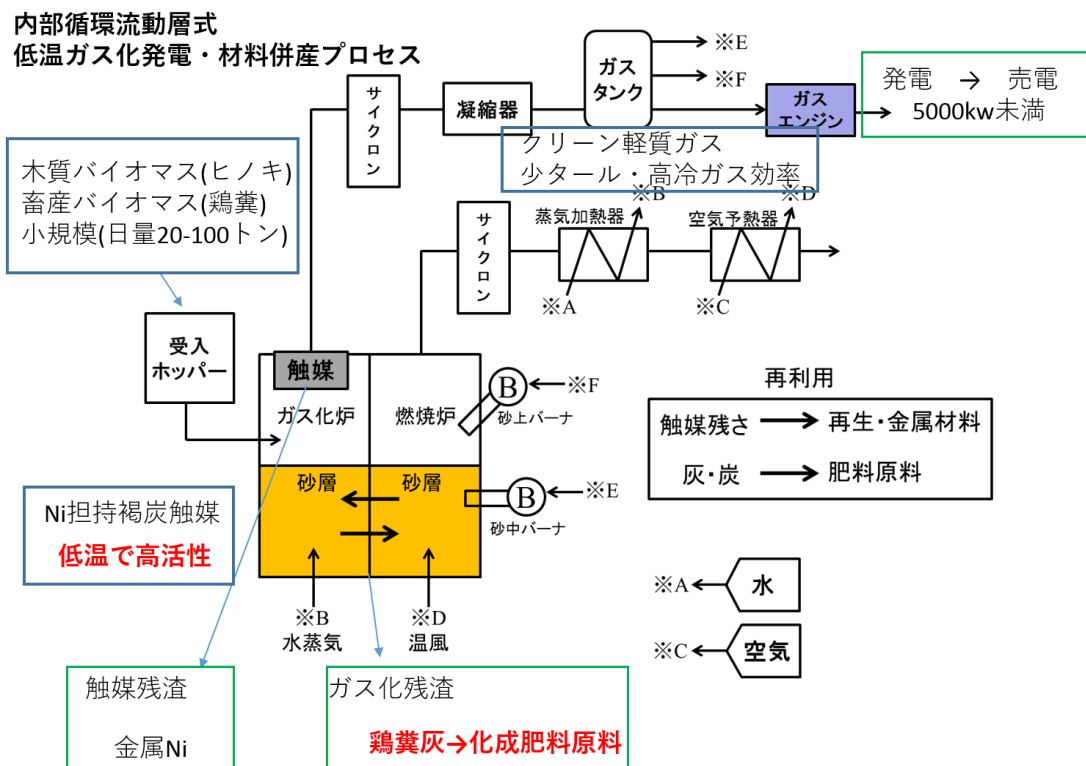 内部循環流動層式
低温ガス化発電・材料併産プロセス
サイクロン
凝縮器
ガス
タンク
※E
※F
ガス
エンジン
発電 → 売電
5000kw未満
クリーン軽質ガス
少タール・高冷ガス効率
木質バイオマス(ヒノキ)
畜産バイオマス(鶏糞)
小規模(日量20-100トン)
サイクロン
蒸気加熱器
※B
空気予熱器
※D
※A
※C
受入
ホッパー
触媒
ガス化炉
燃焼炉
B
※F
砂上バーナ
砂層
砂層
B
※E
砂中バーナ
再利用
触媒残さ
再生・金属材料
灰・炭
肥料原料
Ni担持褐炭触媒
低温で高活性
※B
水蒸気
※D
温風
※A
水
※C
空気
触媒残渣
金属Ni
ガス化残渣
鶏糞灰→化成肥料原料